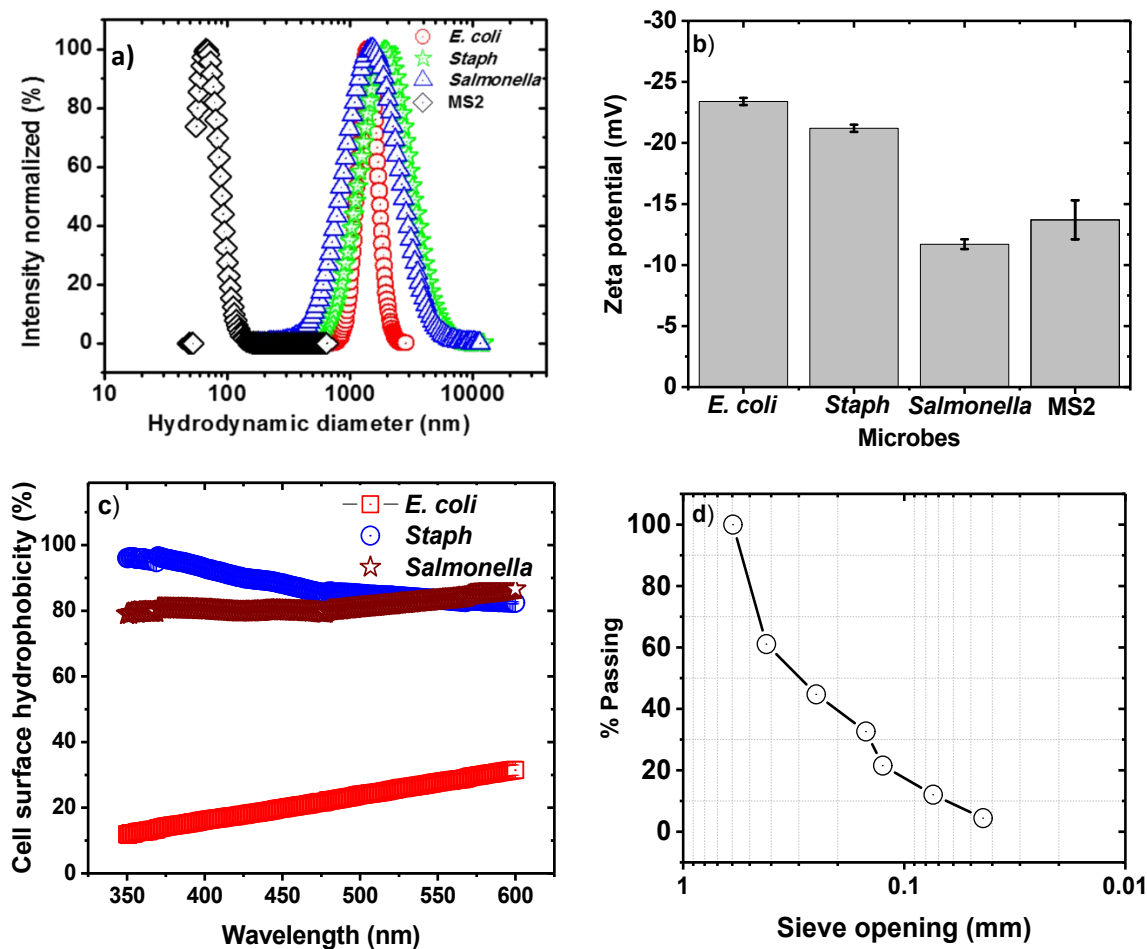 a)
E. coli
Staph
Salmonella
MS2
Intensity normalized (%)
100
80
60
40
20
0
10 100 1000 10000
Hydrodynamic diameter (nm)
b)
Zeta potential (mV)
-30
-25
-20
-15
-10
-5
0
E. coli Staph Salmonella MS2
Microbes
c)
E. coli
Staph
Salmonella
Cell surface hydrophobicity (%)
100
80
60
40
20
0
350 400 450 500 550 600
Wavelength (nm)
d)
% Passing
100
80
60
40
20
0
1 0.1 0.01
Sieve opening (mm)